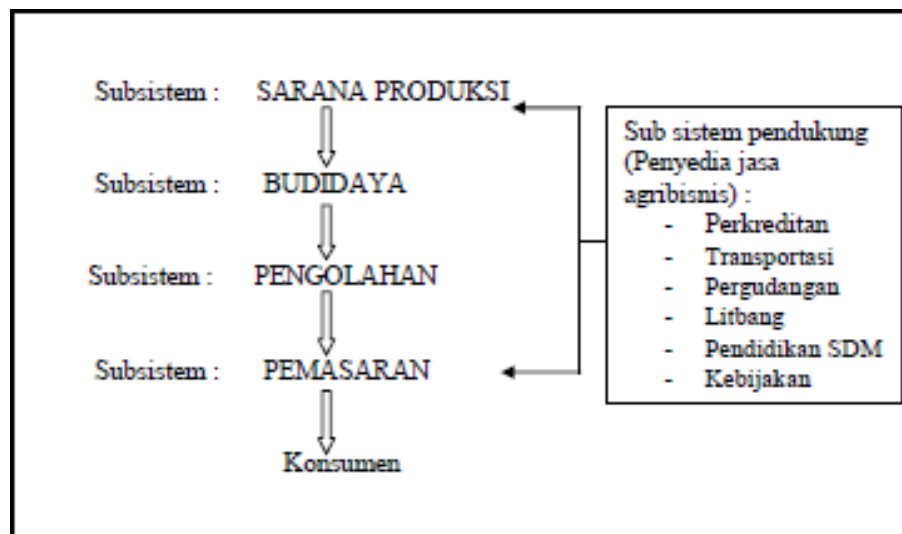 Subsistem : SARANA PRODUKSI
Subsistem : BUDIDAYA
Subsistem : PENGOLAHAN
Subsistem : PEMASARAN
Konsumen
Sub sistem pendukung
(Penyedia jasa
agribisnis) :
- Perkreditan
- Transportasi
- Pergudangan
- Litbang
- Pendidikan SDM
- Kebijakan